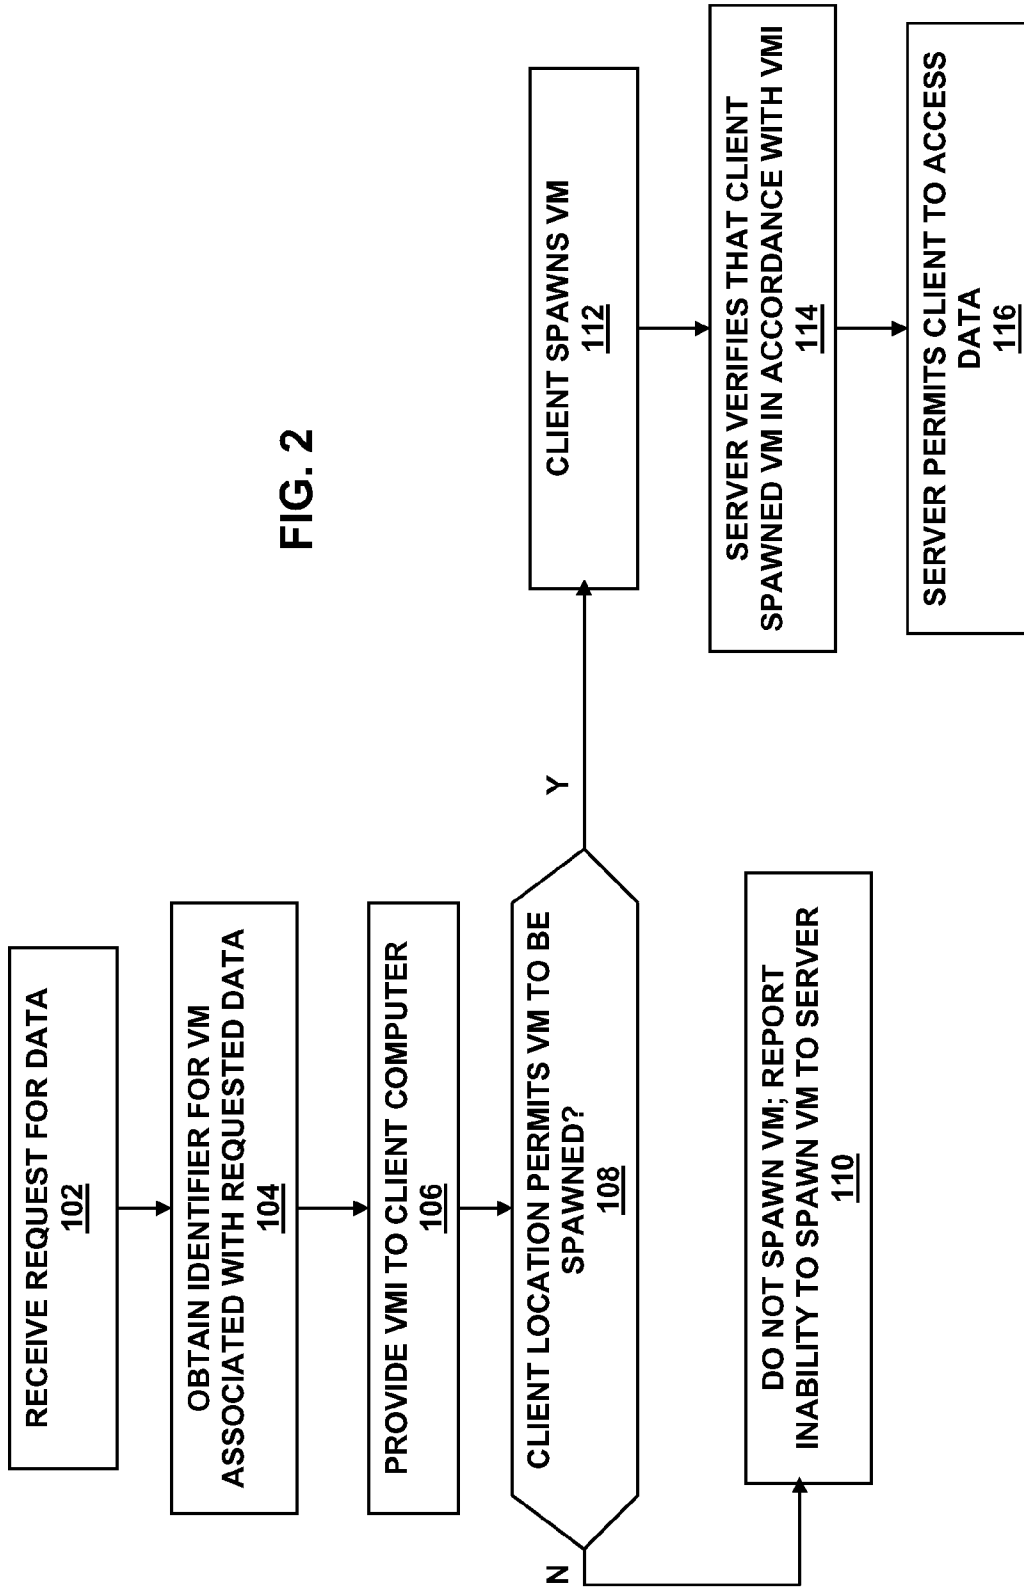 FIG. 2
RECEIVE REQUEST FOR DATA
102
OBTAIN IDENTIFIER FOR VM
ASSOCIATED WITH REQUESTED DATA
104
PROVIDE VMI TO CLIENT COMPUTER
106
CLIENT LOCATION PERMITS VM TO BE
SPAWNED?
108
N
Y
DO NOT SPAWN VM; REPORT
INABILITY TO SPAWN VM TO SERVER
110
CLIENT SPAWNS VM
112
SERVER VERIFIES THAT CLIENT
SPAWNED VM IN ACCORDANCE WITH VMI
114
SERVER PERMITS CLIENT TO ACCESS
DATA
116